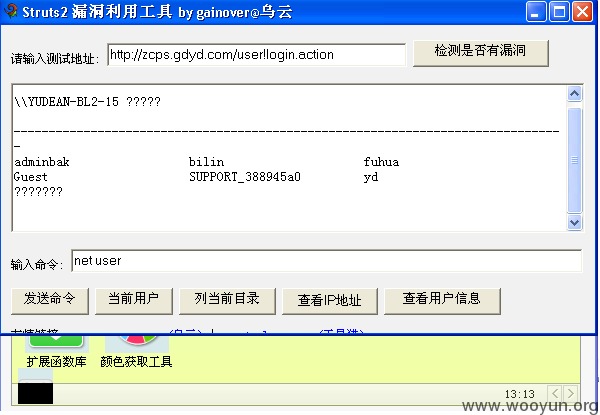 Struts2 漏洞利用工具 by gainover@乌云
请输入测试地址: http://zcps.gdyd.com/user!login.action 检测是否有漏洞
\\YUDEAN-BL2-15 ?????
-------------------------------------------------------------------------------
adminbak bilin fuhua
Guest SUPPORT_388945a0 yd
???????
输入命令: net user
发送命令 当前用户 列当前目录 查看IP地址 查看用户信息
扩展函数库 颜色获取工具
13:13
www.wooyun.org